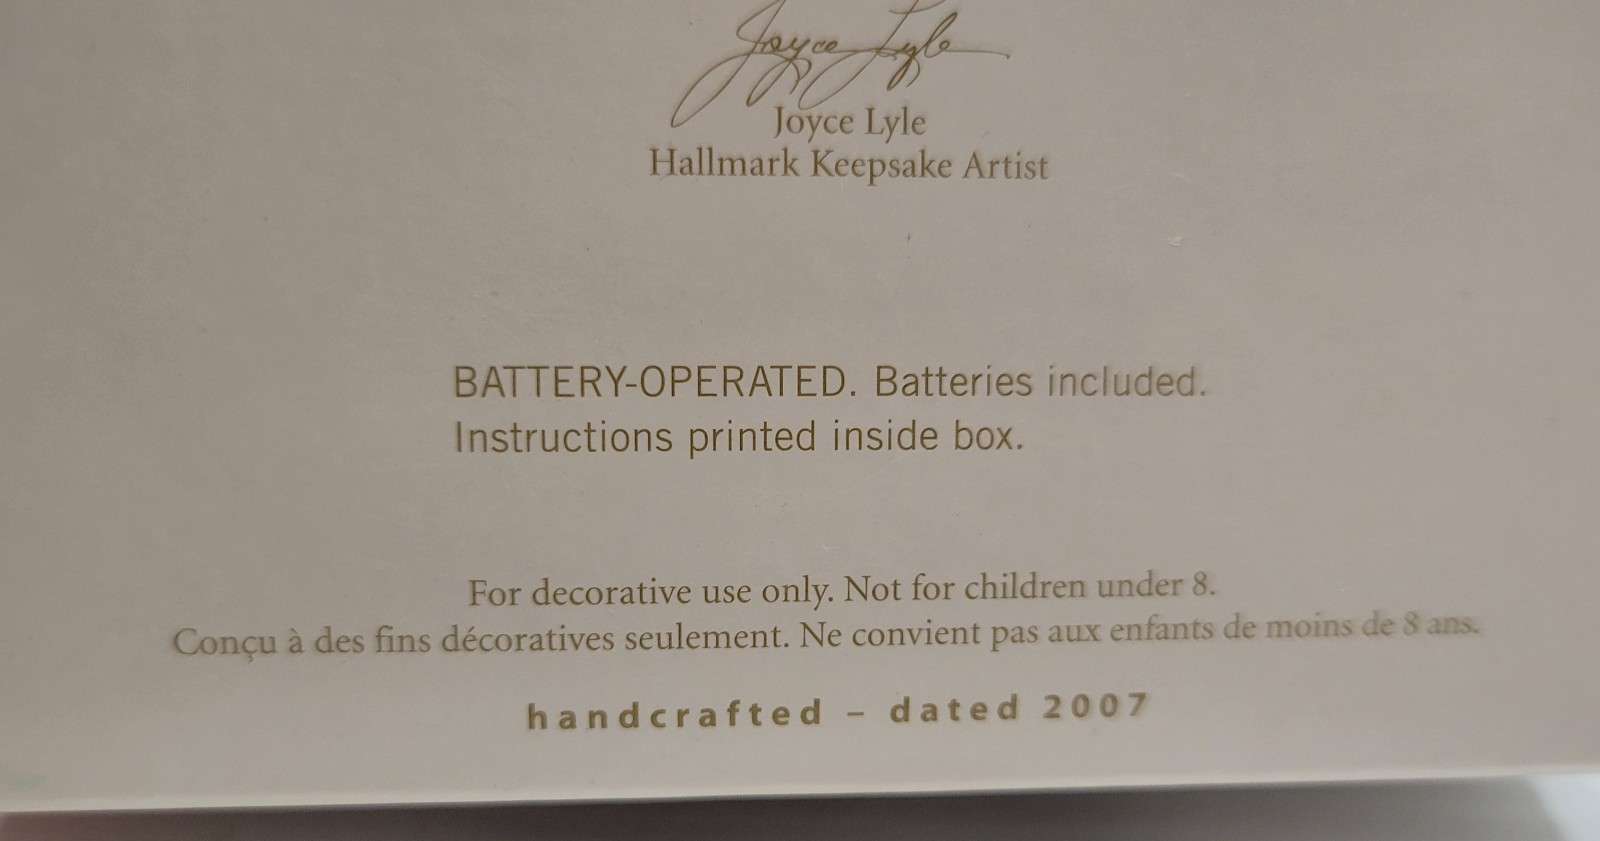 Joyce Lyle
Joyce Lyle
Hallmark Keepsake Artist
BATTERY-OPERATED. Batteries included.
Instructions printed inside box.
For decorative use only. Not for children under 8.
Conçu à des fins décoratives seulement. Ne convient pas aux enfants de moins de 8 ans.
handcrafted – dated 2007